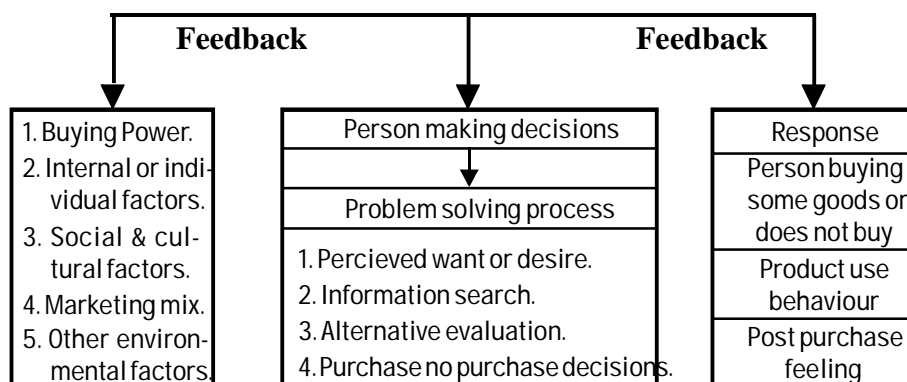 Feedback
Feedback
1. Buying Power.
2. Internal or indi-
vidual factors.
3. Social & cul-
tural factors.
4. Marketing mix.
5. Other environ-
mental factors.
Person making decisions
Problem solving process
1. Percieved want or desire.
2. Information search.
3. Alternative evaluation.
4. Purchase no purchase decisions.
Response
Person buying
some goods or
does not buy
Product use
behaviour
Post purchase
feeling